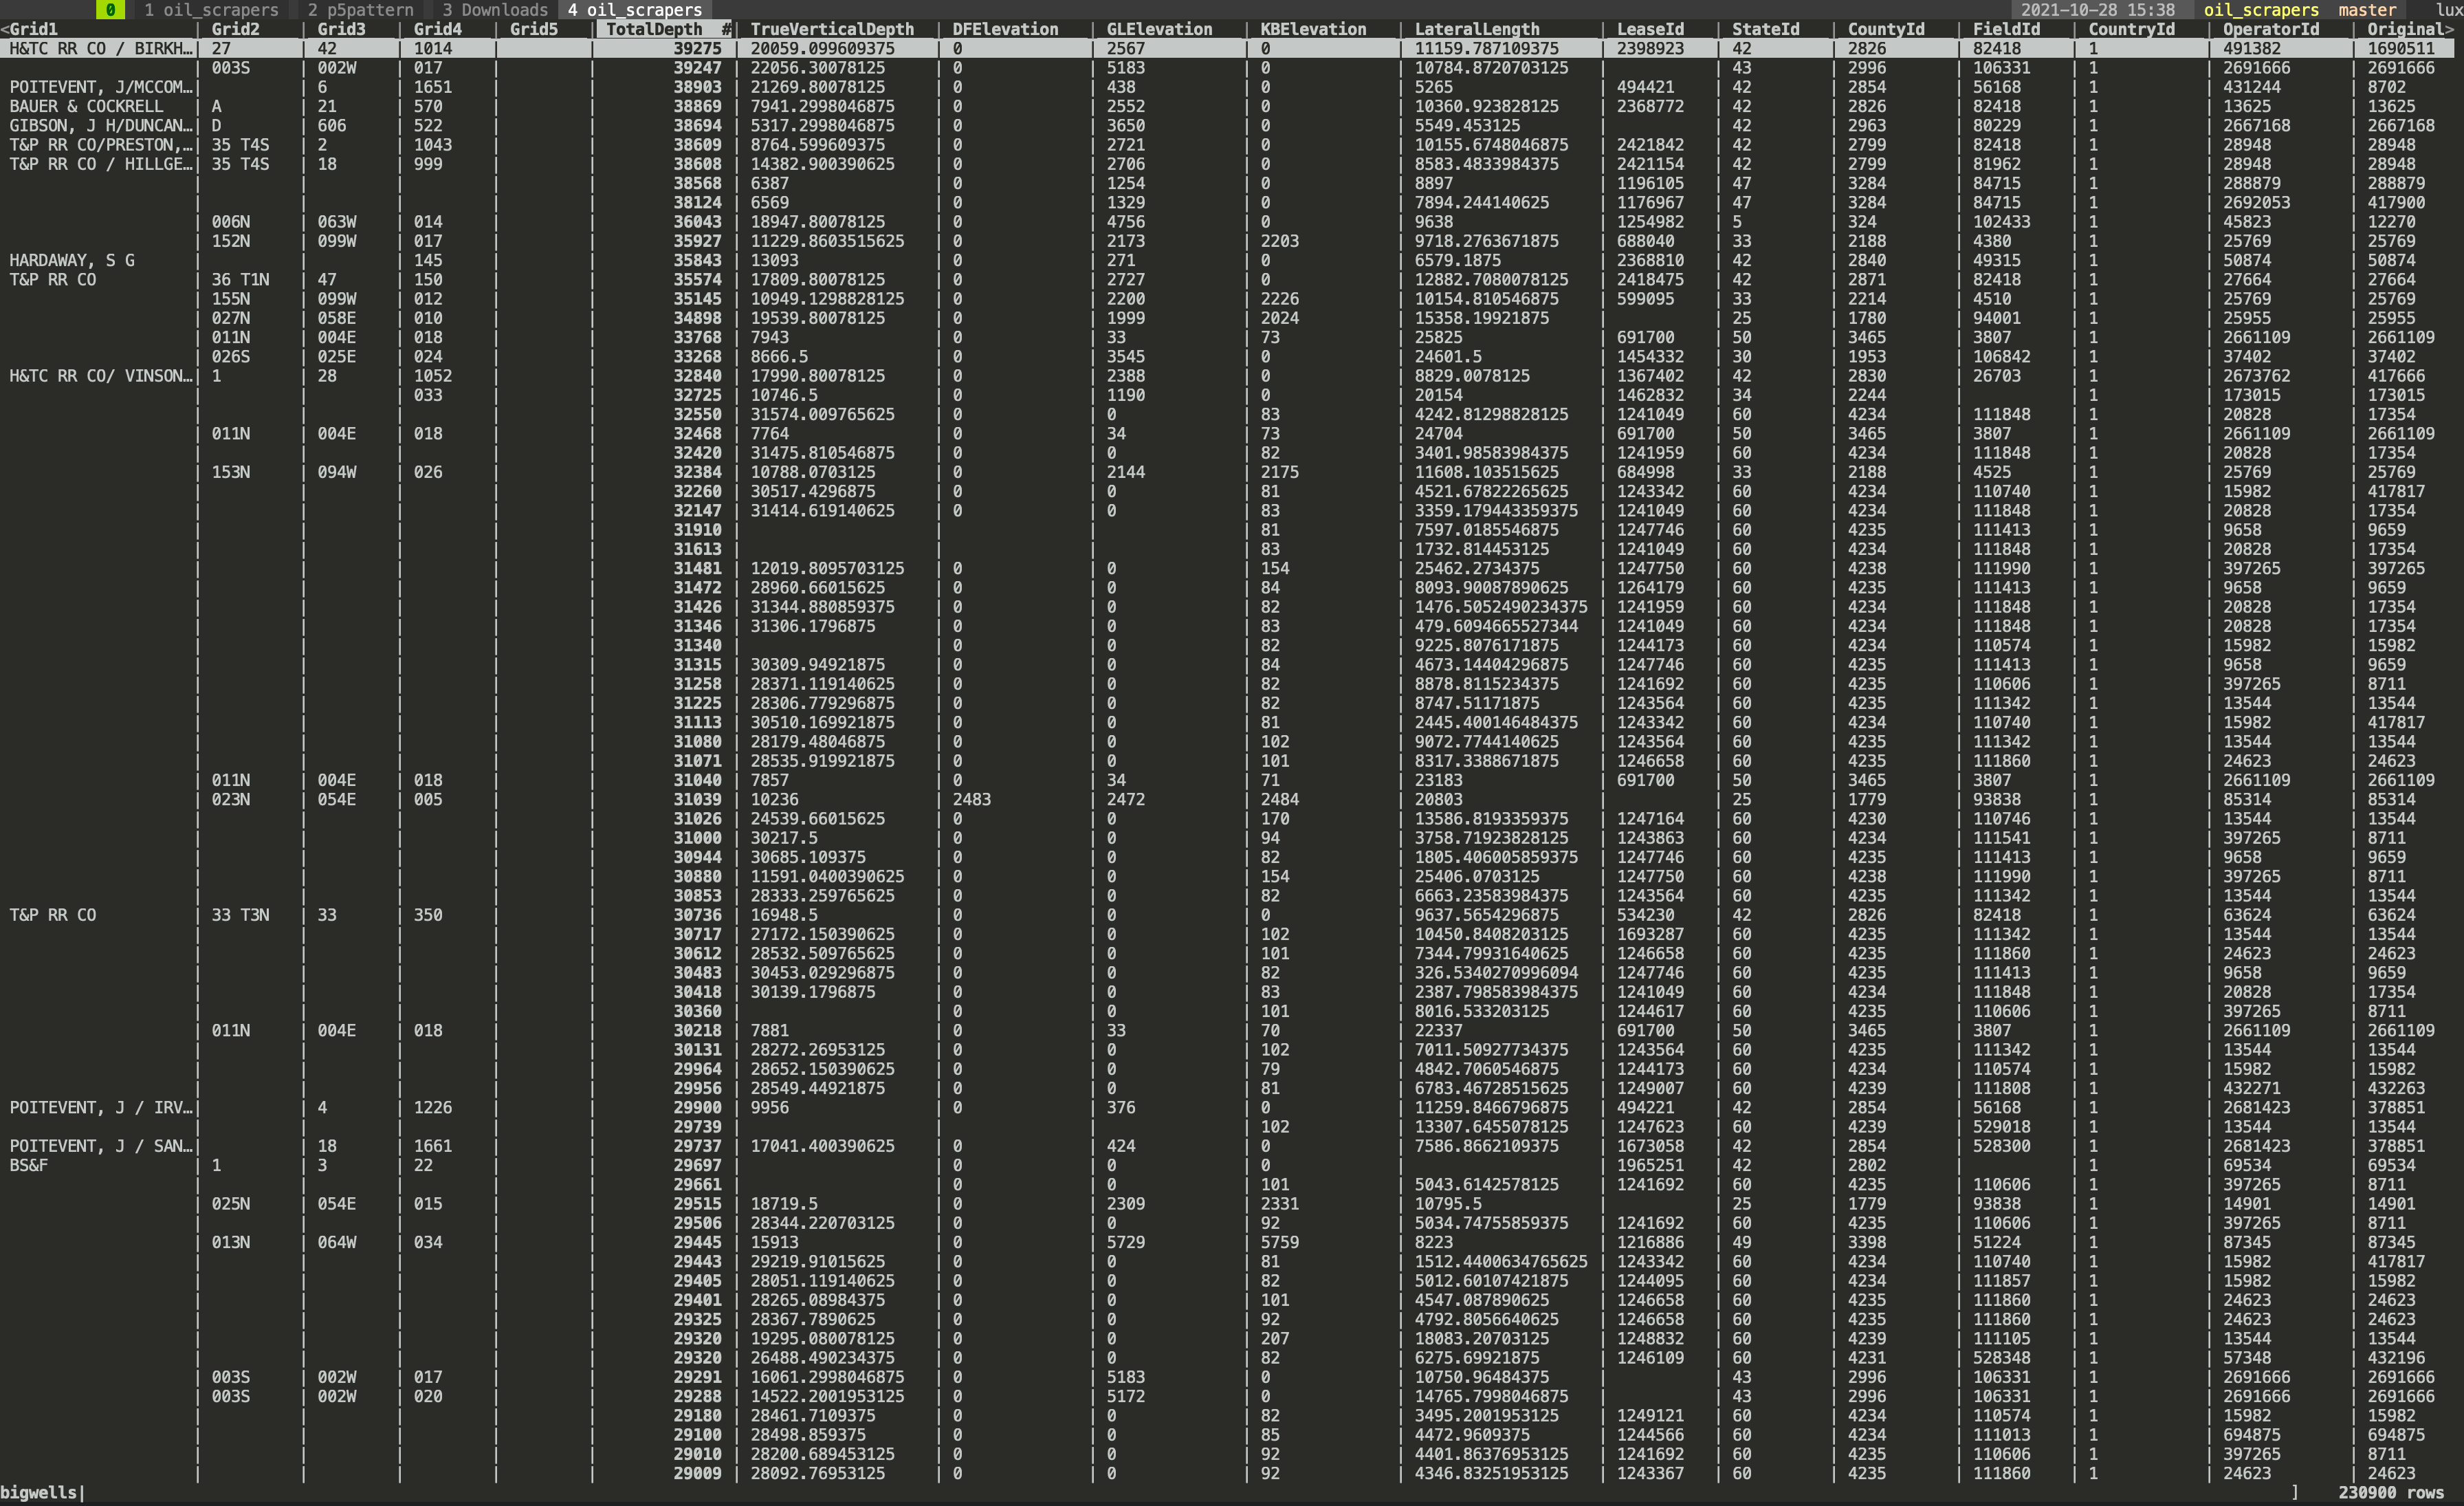 0 1 oil_scrapers 2 p5pattern 3 Downloads 4 oil_scrapers 2021-10-28 15:38 oil_scrapers master lux
<Grid1 | Grid2 | Grid3 | Grid4 | Grid5 | TotalDepth #| TrueVerticalDepth | DFElevation | GLElevation | KBElevation | LateralLength | LeaseId | StateId | CountyId | FieldId | CountryId | OperatorId | Original>
H&TC RR CO / BIRKH…| 27 | 42 | 1014 | | 39275 | 20059.099609375 | 0 | 2567 | 0 | 11159.787109375 | 2398923 | 42 | 2826 | 82418 | 1 | 491382 | 1690511
| 003S | 002W | 017 | | 39247 | 22056.30078125 | 0 | 5183 | 0 | 10784.8720703125 | | 43 | 2996 | 106331 | 1 | 2691666 | 2691666
POITEVENT, J/MCCOM…| | 6 | 1651 | | 38903 | 21269.80078125 | 0 | 438 | 0 | 5265 | 494421 | 42 | 2854 | 56168 | 1 | 431244 | 8702
BAUER & COCKRELL | A | 21 | 570 | | 38869 | 7941.2998046875 | 0 | 2552 | 0 | 10360.923828125 | 2368772 | 42 | 2826 | 82418 | 1 | 13625 | 13625
GIBSON, J H/DUNCAN…| D | 606 | 522 | | 38694 | 5317.2998046875 | 0 | 3650 | 0 | 5549.453125 | | 42 | 2963 | 80229 | 1 | 2667168 | 2667168
T&P RR CO/PRESTON,…| 35 T4S | 2 | 1043 | | 38609 | 8764.599609375 | 0 | 2721 | 0 | 10155.6748046875 | 2421842 | 42 | 2799 | 82418 | 1 | 28948 | 28948
T&P RR CO / HILLGE…| 35 T4S | 18 | 999 | | 38608 | 14382.900390625 | 0 | 2706 | 0 | 8583.4833984375 | 2421154 | 42 | 2799 | 81962 | 1 | 28948 | 28948
| | | | | 38568 | 6387 | 0 | 1254 | 0 | 8897 | 1196105 | 47 | 3284 | 84715 | 1 | 288879 | 288879
| | | | | 38124 | 6569 | 0 | 1329 | 0 | 7894.244140625 | 1176967 | 47 | 3284 | 84715 | 1 | 2692053 | 417900
| 006N | 063W | 014 | | 36043 | 18947.80078125 | 0 | 4756 | 0 | 9638 | 1254982 | 5 | 324 | 102433 | 1 | 45823 | 12270
| 152N | 099W | 017 | | 35927 | 11229.8603515625 | 0 | 2173 | 2203 | 9718.2763671875 | 688040 | 33 | 2188 | 4380 | 1 | 25769 | 25769
HARDAWAY, S G | | | 145 | | 35843 | 13093 | 0 | 271 | 0 | 6579.1875 | 2368810 | 42 | 2840 | 49315 | 1 | 50874 | 50874
T&P RR CO | 36 T1N | 47 | 150 | | 35574 | 17809.80078125 | 0 | 2727 | 0 | 12882.7080078125 | 2418475 | 42 | 2871 | 82418 | 1 | 27664 | 27664
| 155N | 099W | 012 | | 35145 | 10949.1298828125 | 0 | 2200 | 2226 | 10154.810546875 | 599095 | 33 | 2214 | 4510 | 1 | 25769 | 25769
| 027N | 058E | 010 | | 34898 | 19539.80078125 | 0 | 1999 | 2024 | 15358.19921875 | | 25 | 1780 | 94001 | 1 | 25955 | 25955
| 011N | 004E | 018 | | 33768 | 7943 | 0 | 33 | 73 | 25825 | 691700 | 50 | 3465 | 3807 | 1 | 2661109 | 2661109
| 026S | 025E | 024 | | 33268 | 8666.5 | 0 | 3545 | 0 | 24601.5 | 1454332 | 30 | 1953 | 106842 | 1 | 37402 | 37402
H&TC RR CO/ VINSON…| 1 | 28 | 1052 | | 32840 | 17990.80078125 | 0 | 2388 | 0 | 8829.0078125 | 1367402 | 42 | 2830 | 26703 | 1 | 2673762 | 417666
| | | 033 | | 32725 | 10746.5 | 0 | 1190 | 0 | 20154 | 1462832 | 34 | 2244 | | 1 | 173015 | 173015
| | | | | 32550 | 31574.009765625 | 0 | 0 | 83 | 4242.81298828125 | 1241049 | 60 | 4234 | 111848 | 1 | 20828 | 17354
| 011N | 004E | 018 | | 32468 | 7764 | 0 | 34 | 73 | 24704 | 691700 | 50 | 3465 | 3807 | 1 | 2661109 | 2661109
| | | | | 32420 | 31475.810546875 | 0 | 0 | 82 | 3401.98583984375 | 1241959 | 60 | 4234 | 111848 | 1 | 20828 | 17354
| 153N | 094W | 026 | | 32384 | 10788.0703125 | 0 | 2144 | 2175 | 11608.103515625 | 684998 | 33 | 2188 | 4525 | 1 | 25769 | 25769
| | | | | 32260 | 30517.4296875 | 0 | 0 | 81 | 4521.67822265625 | 1243342 | 60 | 4234 | 110740 | 1 | 15982 | 417817
| | | | | 32147 | 31414.619140625 | 0 | 0 | 83 | 3359.179443359375 | 1241049 | 60 | 4234 | 111848 | 1 | 20828 | 17354
| | | | | 31910 | | | | 81 | 7597.0185546875 | 1247746 | 60 | 4235 | 111413 | 1 | 9658 | 9659
| | | | | 31613 | | | | 83 | 1732.814453125 | 1241049 | 60 | 4234 | 111848 | 1 | 20828 | 17354
| | | | | 31481 | 12019.8095703125 | 0 | 0 | 154 | 25462.2734375 | 1247750 | 60 | 4238 | 111990 | 1 | 397265 | 397265
| | | | | 31472 | 28960.66015625 | 0 | 0 | 84 | 8093.90087890625 | 1264179 | 60 | 4235 | 111413 | 1 | 9658 | 9659
| | | | | 31426 | 31344.880859375 | 0 | 0 | 82 | 1476.5052490234375 | 1241959 | 60 | 4234 | 111848 | 1 | 20828 | 17354
| | | | | 31346 | 31306.1796875 | 0 | 0 | 83 | 479.6094665527344 | 1241049 | 60 | 4234 | 111848 | 1 | 20828 | 17354
| | | | | 31340 | | 0 | 0 | 82 | 9225.8076171875 | 1244173 | 60 | 4234 | 110574 | 1 | 15982 | 15982
| | | | | 31315 | 30309.94921875 | 0 | 0 | 84 | 4673.14404296875 | 1247746 | 60 | 4235 | 111413 | 1 | 9658 | 9659
| | | | | 31258 | 28371.119140625 | 0 | 0 | 82 | 8878.8115234375 | 1241692 | 60 | 4235 | 110606 | 1 | 397265 | 8711
| | | | | 31225 | 28306.779296875 | 0 | 0 | 82 | 8747.51171875 | 1243564 | 60 | 4235 | 111342 | 1 | 13544 | 13544
| | | | | 31113 | 30510.169921875 | 0 | 0 | 81 | 2445.400146484375 | 1243342 | 60 | 4234 | 110740 | 1 | 15982 | 417817
| | | | | 31080 | 28179.48046875 | 0 | 0 | 102 | 9072.7744140625 | 1243564 | 60 | 4235 | 111342 | 1 | 13544 | 13544
| | | | | 31071 | 28535.919921875 | 0 | 0 | 101 | 8317.3388671875 | 1246658 | 60 | 4235 | 111860 | 1 | 24623 | 24623
| 011N | 004E | 018 | | 31040 | 7857 | 0 | 34 | 71 | 23183 | 691700 | 50 | 3465 | 3807 | 1 | 2661109 | 2661109
| 023N | 054E | 005 | | 31039 | 10236 | 2483 | 2472 | 2484 | 20803 | | 25 | 1779 | 93838 | 1 | 85314 | 85314
| | | | | 31026 | 24539.66015625 | 0 | 0 | 170 | 13586.8193359375 | 1247164 | 60 | 4230 | 110746 | 1 | 13544 | 13544
| | | | | 31000 | 30217.5 | 0 | 0 | 94 | 3758.71923828125 | 1243863 | 60 | 4234 | 111541 | 1 | 397265 | 8711
| | | | | 30944 | 30685.109375 | 0 | 0 | 82 | 1805.406005859375 | 1247746 | 60 | 4235 | 111413 | 1 | 9658 | 9659
| | | | | 30880 | 11591.0400390625 | 0 | 0 | 154 | 25406.0703125 | 1247750 | 60 | 4238 | 111990 | 1 | 397265 | 8711
| | | | | 30853 | 28333.259765625 | 0 | 0 | 82 | 6663.23583984375 | 1243564 | 60 | 4235 | 111342 | 1 | 13544 | 13544
T&P RR CO | 33 T3N | 33 | 350 | | 30736 | 16948.5 | 0 | 0 | 0 | 9637.5654296875 | 534230 | 42 | 2826 | 82418 | 1 | 63624 | 63624
| | | | | 30717 | 27172.150390625 | 0 | 0 | 102 | 10450.8408203125 | 1693287 | 60 | 4235 | 111342 | 1 | 13544 | 13544
| | | | | 30612 | 28532.509765625 | 0 | 0 | 101 | 7344.79931640625 | 1246658 | 60 | 4235 | 111860 | 1 | 24623 | 24623
| | | | | 30483 | 30453.029296875 | 0 | 0 | 82 | 326.5340270996094 | 1247746 | 60 | 4235 | 111413 | 1 | 9658 | 9659
| | | | | 30418 | 30139.1796875 | 0 | 0 | 83 | 2387.798583984375 | 1241049 | 60 | 4234 | 111848 | 1 | 20828 | 17354
| | | | | 30360 | | 0 | 0 | 101 | 8016.533203125 | 1244617 | 60 | 4235 | 110606 | 1 | 397265 | 8711
| 011N | 004E | 018 | | 30218 | 7881 | 0 | 33 | 70 | 22337 | 691700 | 50 | 3465 | 3807 | 1 | 2661109 | 2661109
| | | | | 30131 | 28272.26953125 | 0 | 0 | 102 | 7011.50927734375 | 1243564 | 60 | 4235 | 111342 | 1 | 13544 | 13544
| | | | | 29964 | 28652.150390625 | 0 | 0 | 79 | 4842.7060546875 | 1244173 | 60 | 4234 | 110574 | 1 | 15982 | 15982
| | | | | 29956 | 28549.44921875 | 0 | 0 | 81 | 6783.46728515625 | 1249007 | 60 | 4239 | 111808 | 1 | 432271 | 432263
POITEVENT, J / IRV…| | 4 | 1226 | | 29900 | 9956 | 0 | 376 | 0 | 11259.8466796875 | 494221 | 42 | 2854 | 56168 | 1 | 2681423 | 378851
| | | | | 29739 | | | | 102 | 13307.6455078125 | 1247623 | 60 | 4239 | 529018 | 1 | 13544 | 13544
POITEVENT, J / SAN…| | 18 | 1661 | | 29737 | 17041.400390625 | 0 | 424 | 0 | 7586.8662109375 | 1673058 | 42 | 2854 | 528300 | 1 | 2681423 | 378851
BS&F | 1 | 3 | 22 | | 29697 | | 0 | 0 | 0 | | 1965251 | 42 | 2802 | | 1 | 69534 | 69534
| | | | | 29661 | | 0 | 0 | 101 | 5043.6142578125 | 1241692 | 60 | 4235 | 110606 | 1 | 397265 | 8711
| 025N | 054E | 015 | | 29515 | 18719.5 | 0 | 2309 | 2331 | 10795.5 | | 25 | 1779 | 93838 | 1 | 14901 | 14901
| | | | | 29506 | 28344.220703125 | 0 | 0 | 92 | 5034.74755859375 | 1241692 | 60 | 4235 | 110606 | 1 | 397265 | 8711
| 013N | 064W | 034 | | 29445 | 15913 | 0 | 5729 | 5759 | 8223 | 1216886 | 49 | 3398 | 51224 | 1 | 87345 | 87345
| | | | | 29443 | 29219.91015625 | 0 | 0 | 81 | 1512.4400634765625 | 1243342 | 60 | 4234 | 110740 | 1 | 15982 | 417817
| | | | | 29405 | 28051.119140625 | 0 | 0 | 82 | 5012.60107421875 | 1244095 | 60 | 4234 | 111857 | 1 | 15982 | 15982
| | | | | 29401 | 28265.08984375 | 0 | 0 | 101 | 4547.087890625 | 1246658 | 60 | 4235 | 111860 | 1 | 24623 | 24623
| | | | | 29325 | 28367.7890625 | 0 | 0 | 92 | 4792.8056640625 | 1246658 | 60 | 4235 | 111860 | 1 | 24623 | 24623
| | | | | 29320 | 19295.080078125 | 0 | 0 | 207 | 18083.20703125 | 1248832 | 60 | 4239 | 111105 | 1 | 13544 | 13544
| | | | | 29320 | 26488.490234375 | 0 | 0 | 82 | 6275.69921875 | 1246109 | 60 | 4231 | 528348 | 1 | 57348 | 432196
| 003S | 002W | 017 | | 29291 | 16061.2998046875 | 0 | 5183 | 0 | 10750.96484375 | | 43 | 2996 | 106331 | 1 | 2691666 | 2691666
| 003S | 002W | 020 | | 29288 | 14522.2001953125 | 0 | 5172 | 0 | 14765.7998046875 | | 43 | 2996 | 106331 | 1 | 2691666 | 2691666
| | | | | 29180 | 28461.7109375 | 0 | 0 | 82 | 3495.2001953125 | 1249121 | 60 | 4234 | 110574 | 1 | 15982 | 15982
| | | | | 29100 | 28498.859375 | 0 | 0 | 85 | 4472.9609375 | 1244566 | 60 | 4234 | 111013 | 1 | 694875 | 694875
| | | | | 29010 | 28200.689453125 | 0 | 0 | 92 | 4401.86376953125 | 1241692 | 60 | 4235 | 110606 | 1 | 397265 | 8711
| | | | | 29009 | 28092.76953125 | 0 | 0 | 92 | 4346.83251953125 | 1243367 | 60 | 4235 | 111860 | 1 | 24623 | 24623
bigwells| ] 230900 rows